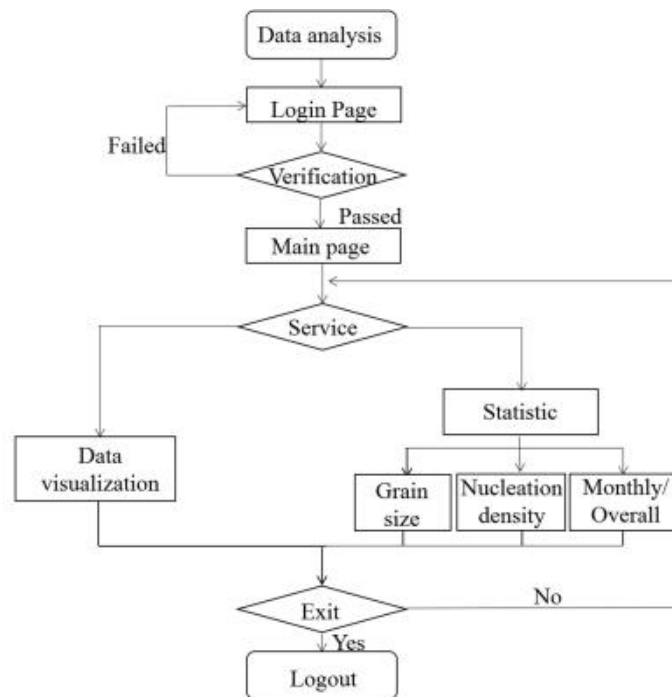 Data analysis
Login Page
Failed
Verification
Passed
Main page
Service
Statistic
Data
visualization
Grain
size
Nucleation
density
Monthly/
Overall
Exit
No
Yes
Logout